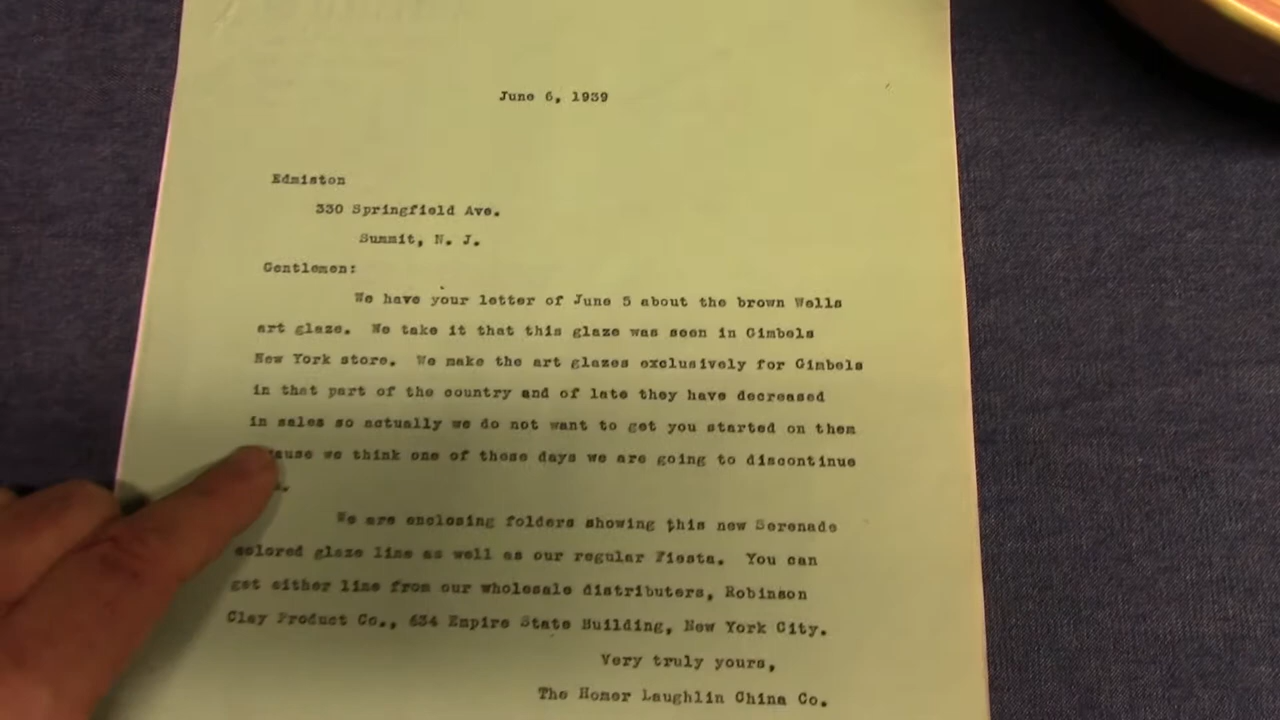 June 6, 1939
Edmiston
330 Springfield Ave.
Summit, N. J.
Gentlemen:
We have your letter of June 5 about the brown Wells
art glaze. We take it that this glaze was seen in Gimbels
New York store. We make the art glazes exclusively for Gimbels
in that part of the country and of late they have decreased
in sales so actually we do not want to get you started on them
ause we think one of these days we are going to discontinue
We are enclosing folders showing this new Serenade
colored glaze line as well as our regular Fiesta. You can
get either line from our wholesale distributers, Robinson
Clay Product Co., 634 Empire State Building, New York City.
Very truly yours,
The Homer Laughlin China Co.